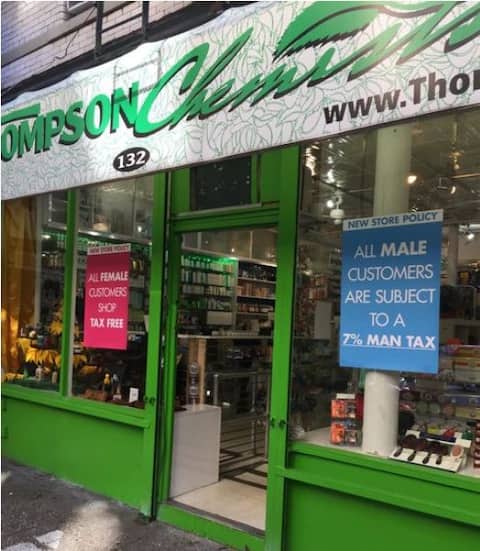 OMPSON Chemists
www.Tho
132
NEW STORE POLICY
ALL FEMALE
CUSTOMERS
SHOP
TAX FREE
NEW STORE POLICY
ALL MALE
CUSTOMERS
ARE SUBJECT
TO A
7% MAN TAX